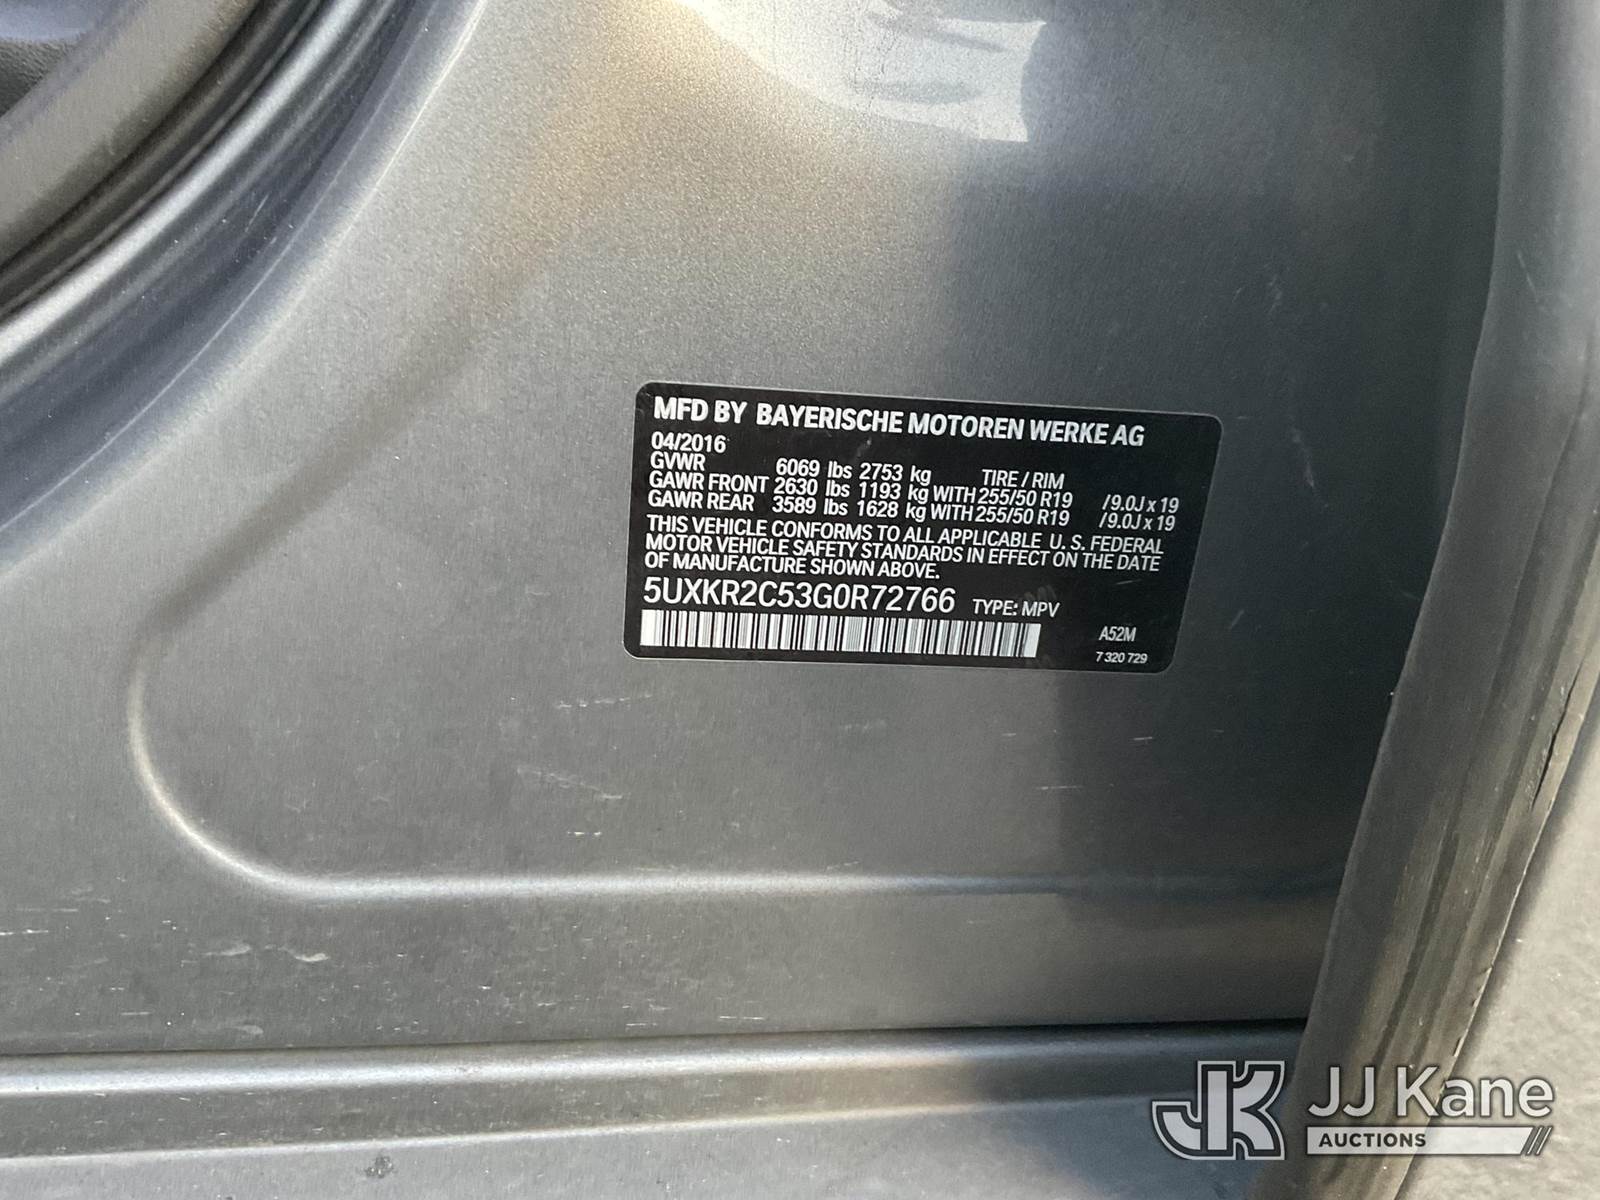 MFD BY BAYERISCHE MOTOREN WERKE AG
04/2016
GVWR 6069 lbs 2753 kg TIRE / RIM
GAWR FRONT 2630 lbs 1193 kg WITH 255/50 R19 / 9.0J x 19
GAWR REAR 3589 lbs 1628 kg WITH 255/50 R19 / 9.0J x 19
THIS VEHICLE CONFORMS TO ALL APPLICABLE U. S. FEDERAL
MOTOR VEHICLE SAFETY STANDARDS IN EFFECT ON THE DATE
OF MANUFACTURE SHOWN ABOVE.
5UXKR2C53G0R72766 TYPE: MPV
A52M
7 320 729
JK JJ Kane
AUCTIONS